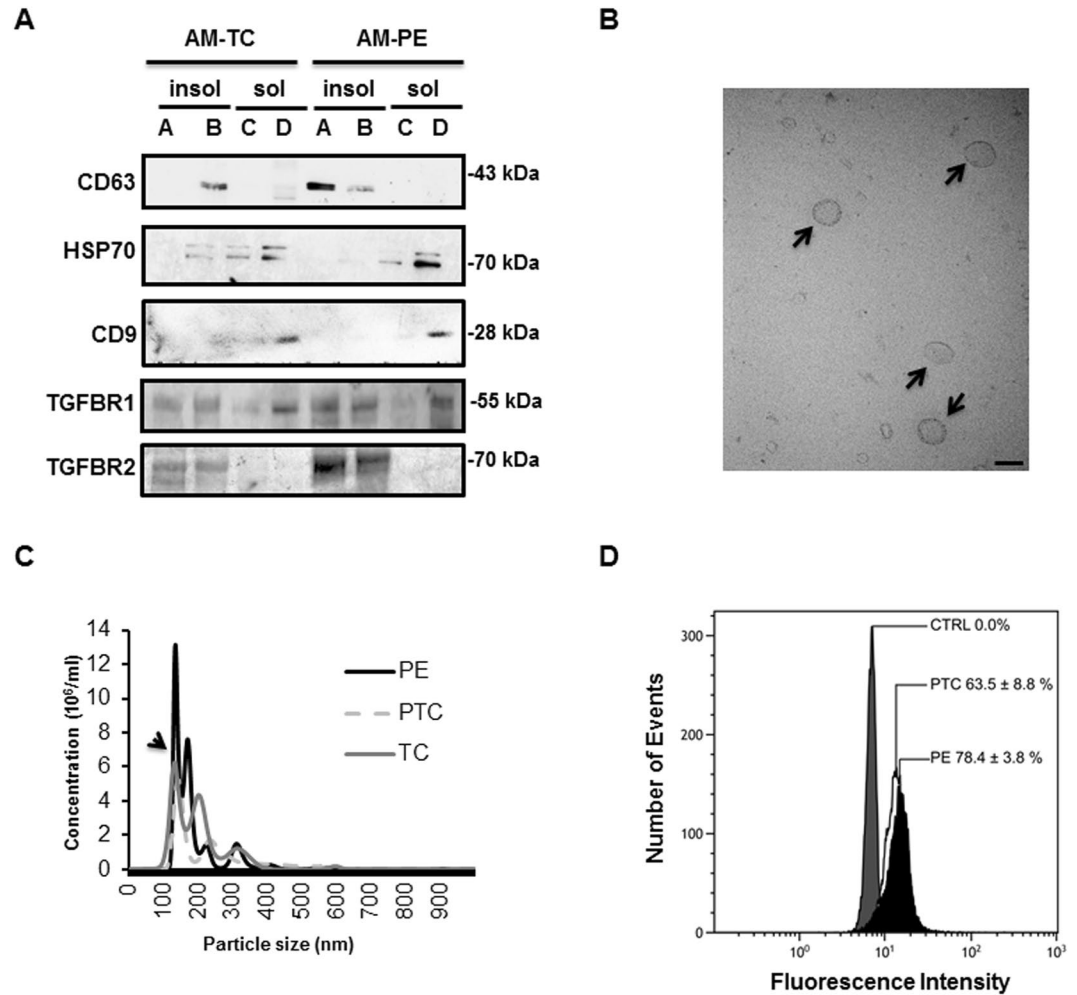 A
AM-TC AM-PE
insol sol insol sol
A B C D A B C D
CD63 -43 kDa
HSP70 -70 kDa
CD9 -28 kDa
TGFBR1 -55 kDa
TGFBR2 -70 kDa
B
C
Concentration (10⁶/ml)
14
12
10
8
6
4
2
0
PE
PTC
TC
0 100 200 300 400 500 600 700 800 900
Particle size (nm)
D
Number of Events
300
200
100
0
CTRL 0.0%
PTC 63.5 ± 8.8 %
PE 78.4 ± 3.8 %
10⁰ 10¹ 10² 10³
Fluorescence Intensity